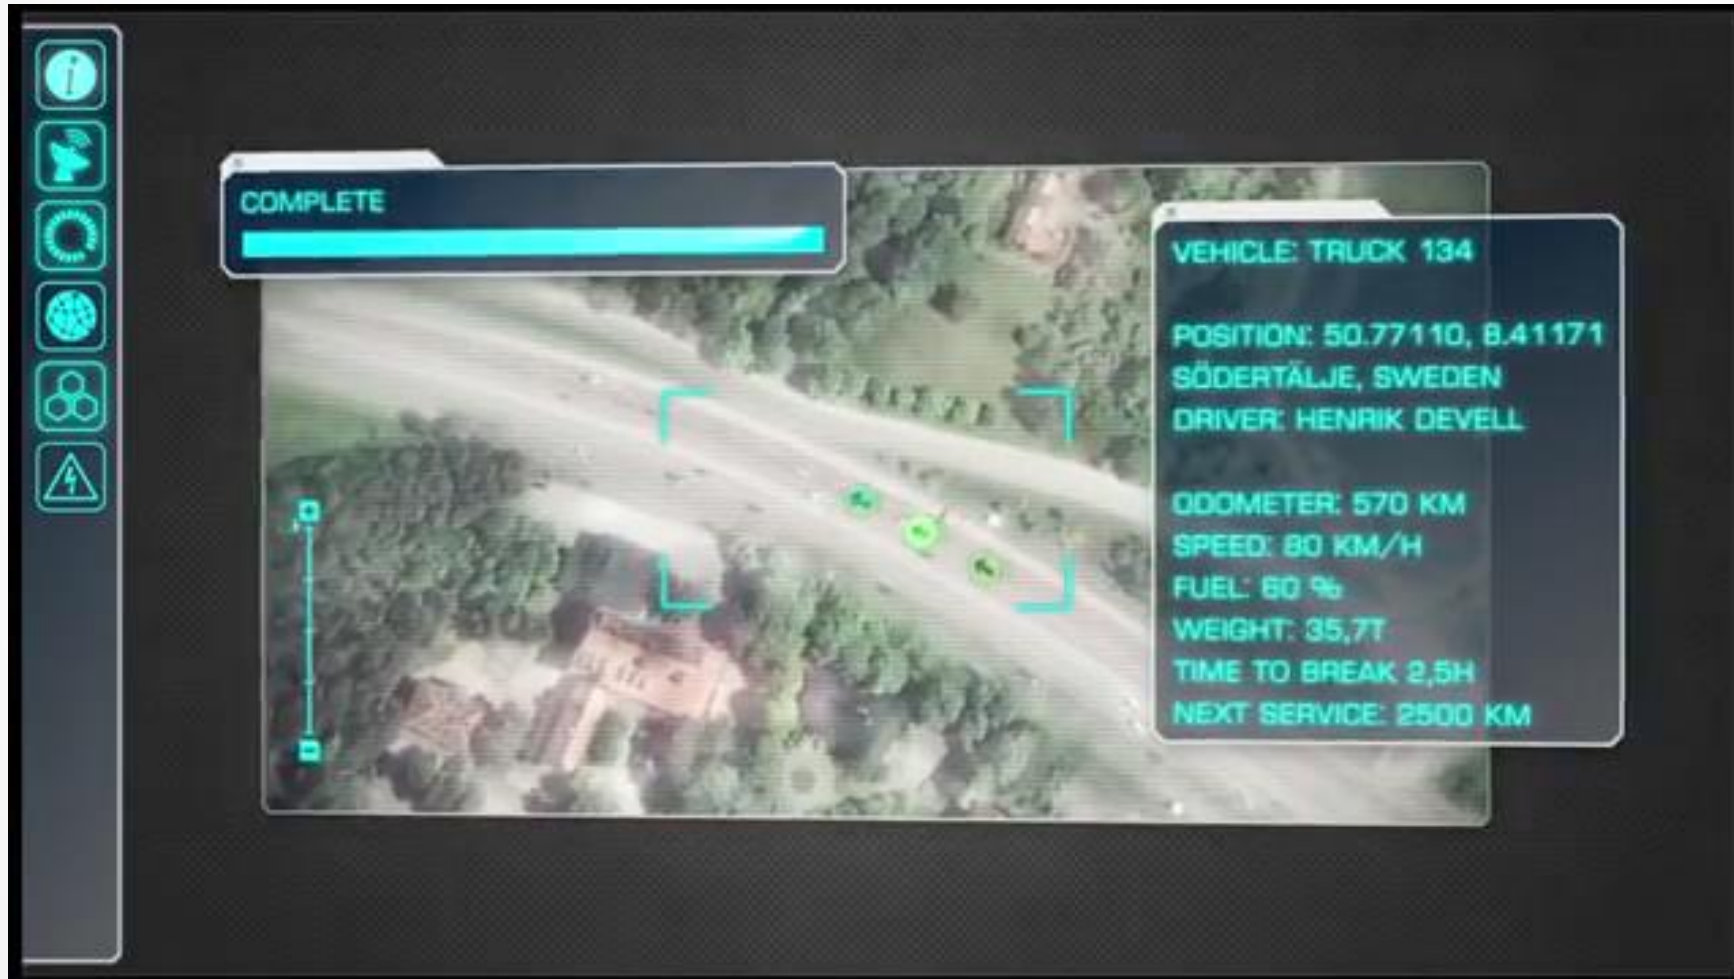 COMPLETE
VEHICLE: TRUCK 134
POSITION: 50.77110, 8.41171
SÖDERTÄLJE, SWEDEN
DRIVER: HENRIK DEVELL
ODOMETER: 570 KM
SPEED: 80 KM/H
FUEL: 60 %
WEIGHT: 35,7T
TIME TO BREAK 2,5H
NEXT SERVICE: 2500 KM